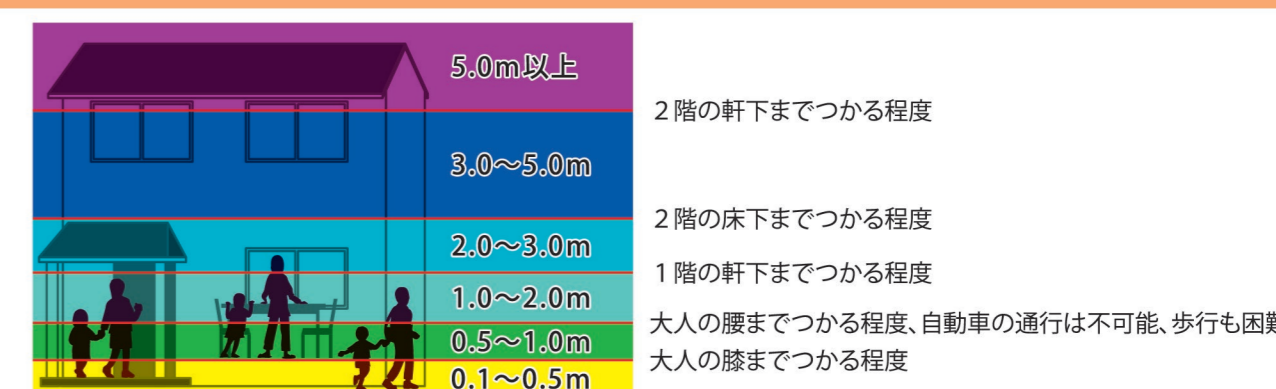 5.0m以上
2階の軒下までつかる程度
3.0～5.0m
2階の床下までつかる程度
2.0～3.0m
1階の軒下までつかる程度
1.0～2.0m
大人の腰までつかる程度、自動車の通行は不可能、歩行も困難
0.5～1.0m
大人の膝までつかる程度
0.1～0.5m